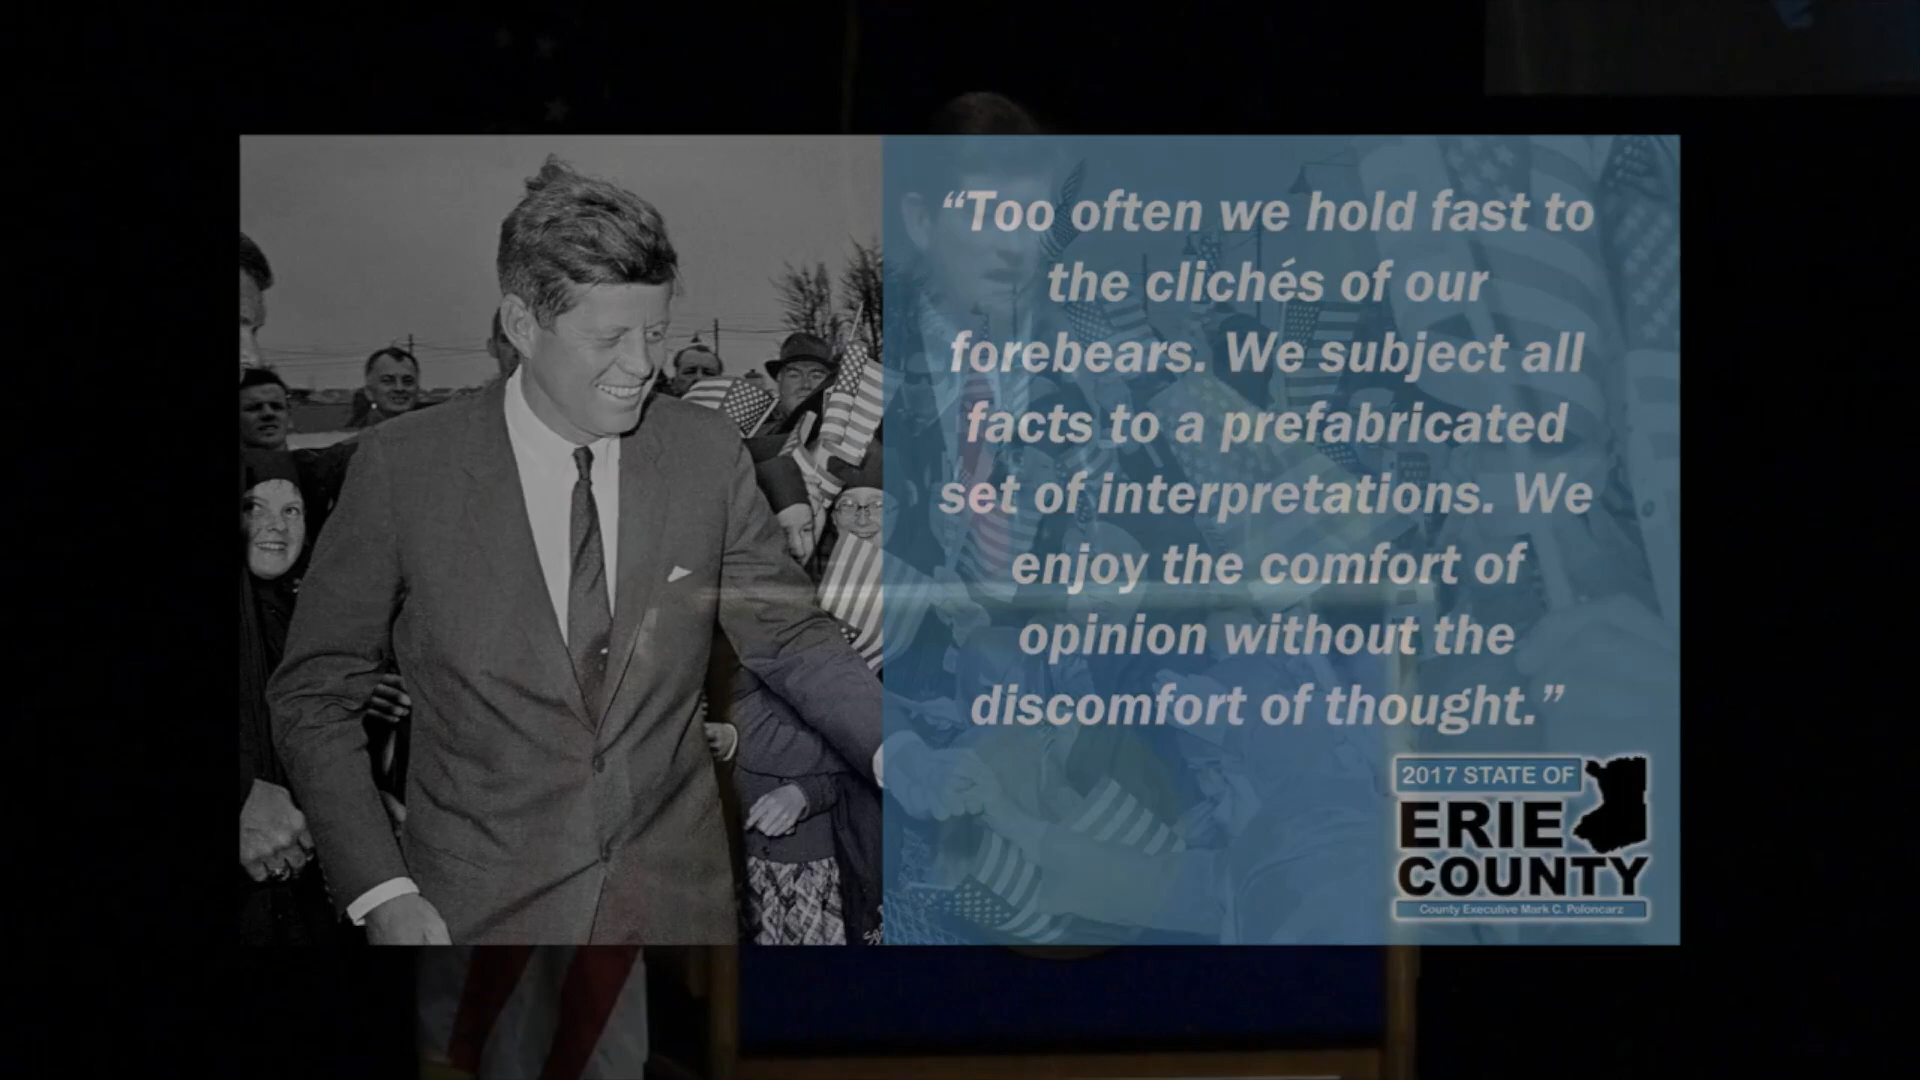 “Too often we hold fast to
the clichés of our
forebears. We subject all
facts to a prefabricated
set of interpretations. We
enjoy the comfort of
opinion without the
discomfort of thought.”
2017 STATE OF
ERIE
COUNTY
County Executive Mark C. Poloncarz